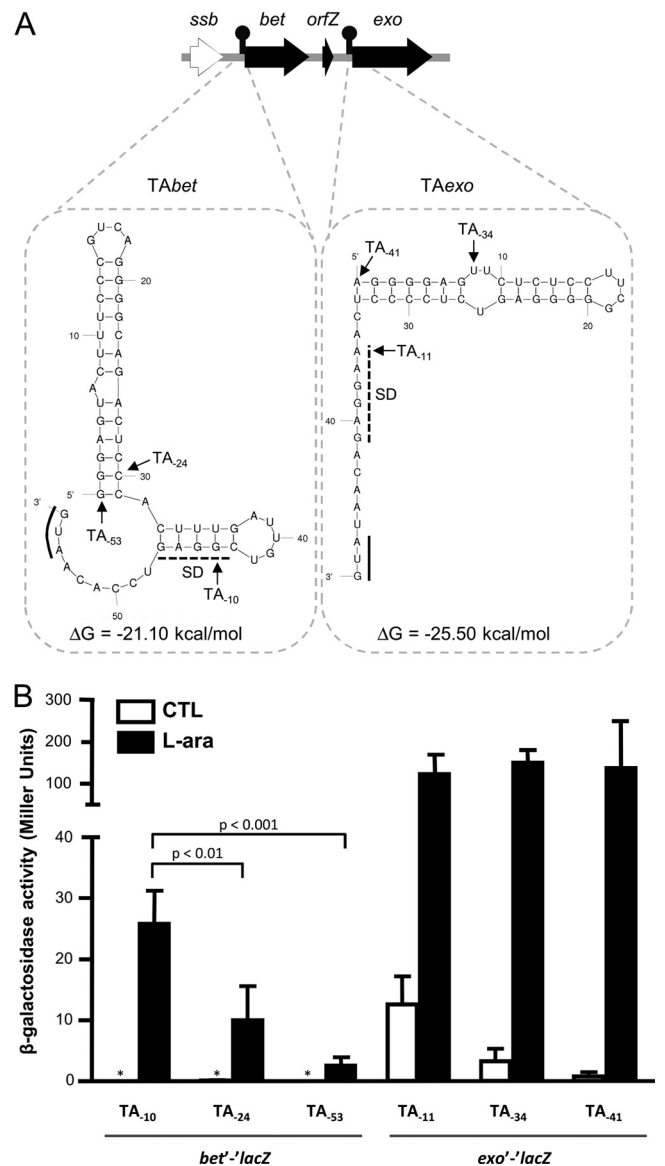 A
ssb bet orfZ exo
TAbet TAexo
TA-41 TA-34
5' 10
20 30 20
10
TA-11
SD
40
TA-24
30
3' 5'
TA-53
40
SD
TA-10
50
3'
ΔG = -21.10 kcal/mol ΔG = -25.50 kcal/mol
B
β-galactosidase activity (Miller Units)
300
200
100
40
30
20
10
0
CTL
L-ara
p < 0.001
p < 0.01
* * *
TA-10 TA-24 TA-53 TA-11 TA-34 TA-41
bet'-'lacZ exo'-'lacZ